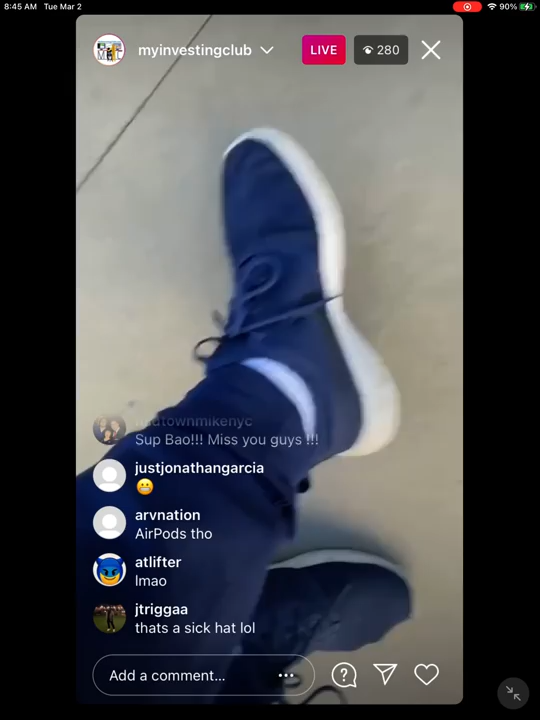 8:45 AM Tue Mar 2
90%
myinvestingclub
LIVE
280
Sup Bao!!! Miss you guys !!!
justjonathangarcia
arvnation
AirPods tho
atlifter
lmao
jtriggaa
thats a sick hat lol
Add a comment...